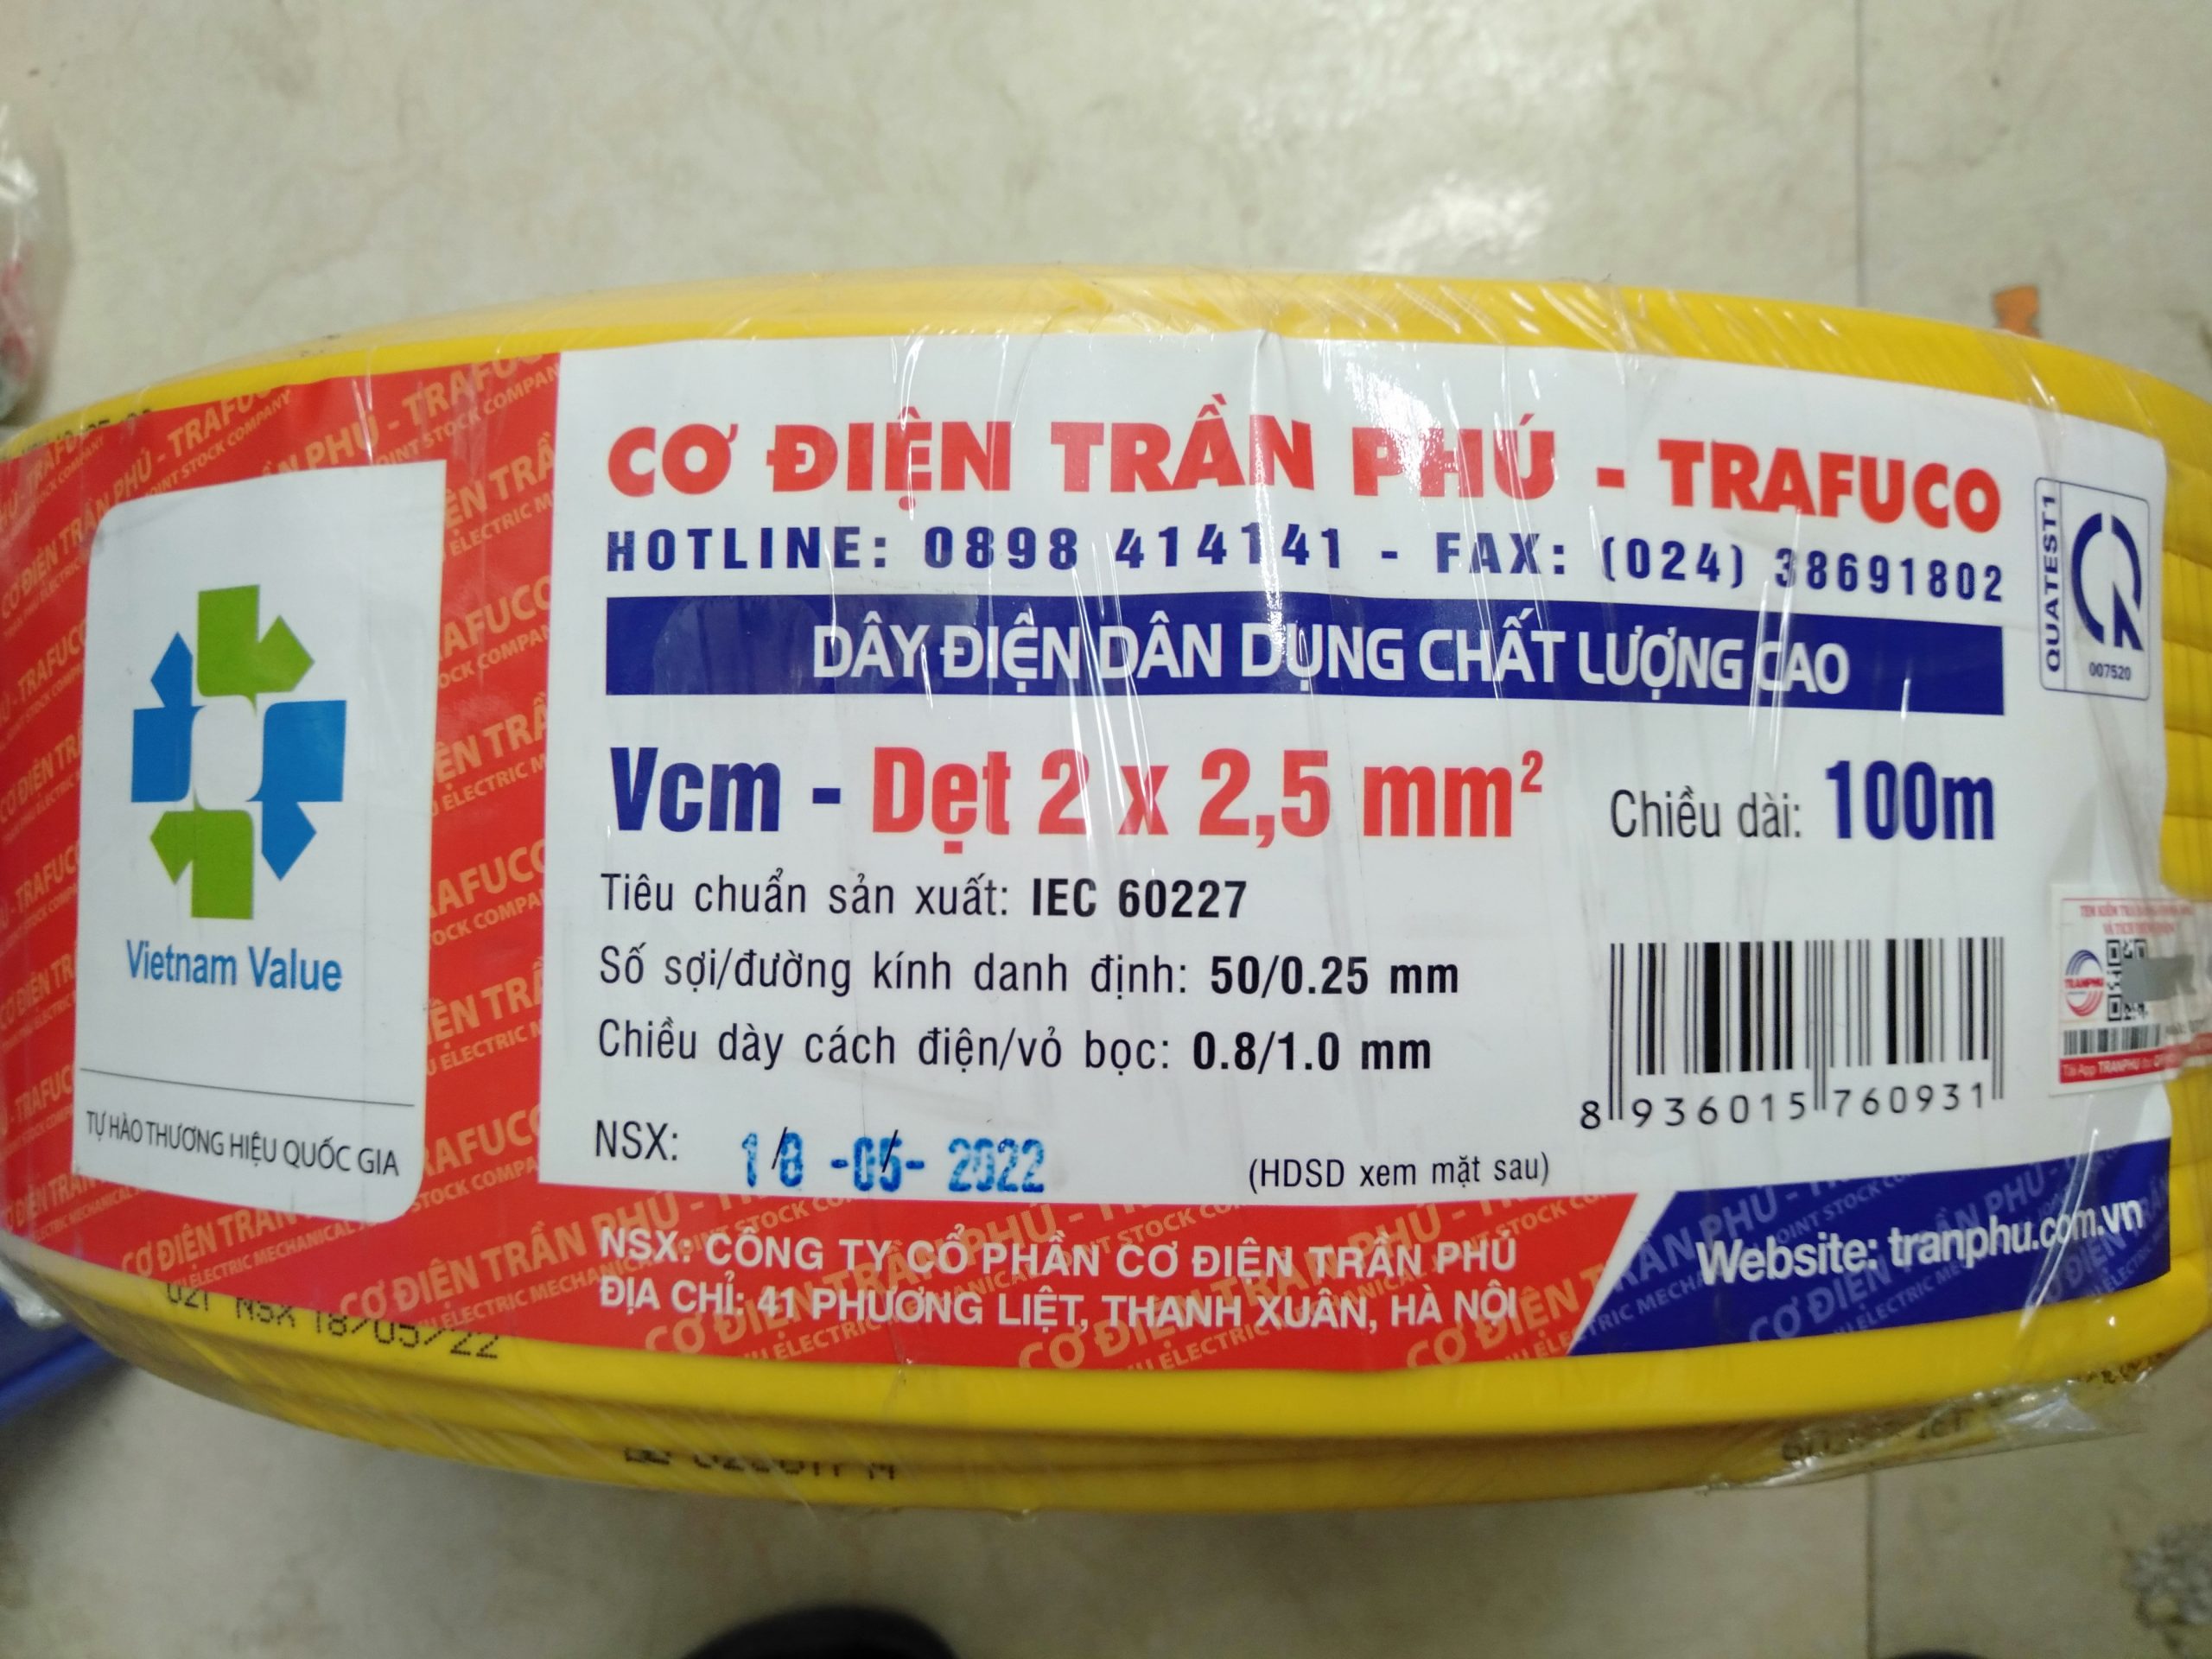 CƠ ĐIỆN TRẦN PHÚ - TRAFUCO
HOTLINE: 0898 414141 - FAX: (024) 38691802
DÂY ĐIỆN DÂN DỤNG CHẤT LƯỢNG CAO
QUATEST1
007520
Vcm - Dẹt 2 x 2,5 mm²
Chiều dài: 100m
Tiêu chuẩn sản xuất: IEC 60227
Số sợi/đường kính danh định: 50/0.25 mm
Chiều dày cách điện/vỏ bọc: 0.8/1.0 mm
NSX: 18-05-2022
(HDSD xem mặt sau)
8 936015 760931
Vietnam Value
TỰ HÀO THƯƠNG HIỆU QUỐC GIA
NSX: CÔNG TY CỔ PHẦN CƠ ĐIỆN TRẦN PHÚ
ĐỊA CHỈ: 41 PHƯƠNG LIỆT, THANH XUÂN, HÀ NỘI
Website: tranphu.com.vn
TRANPHU
Tải App TRANPHU
NSX 18/05/22